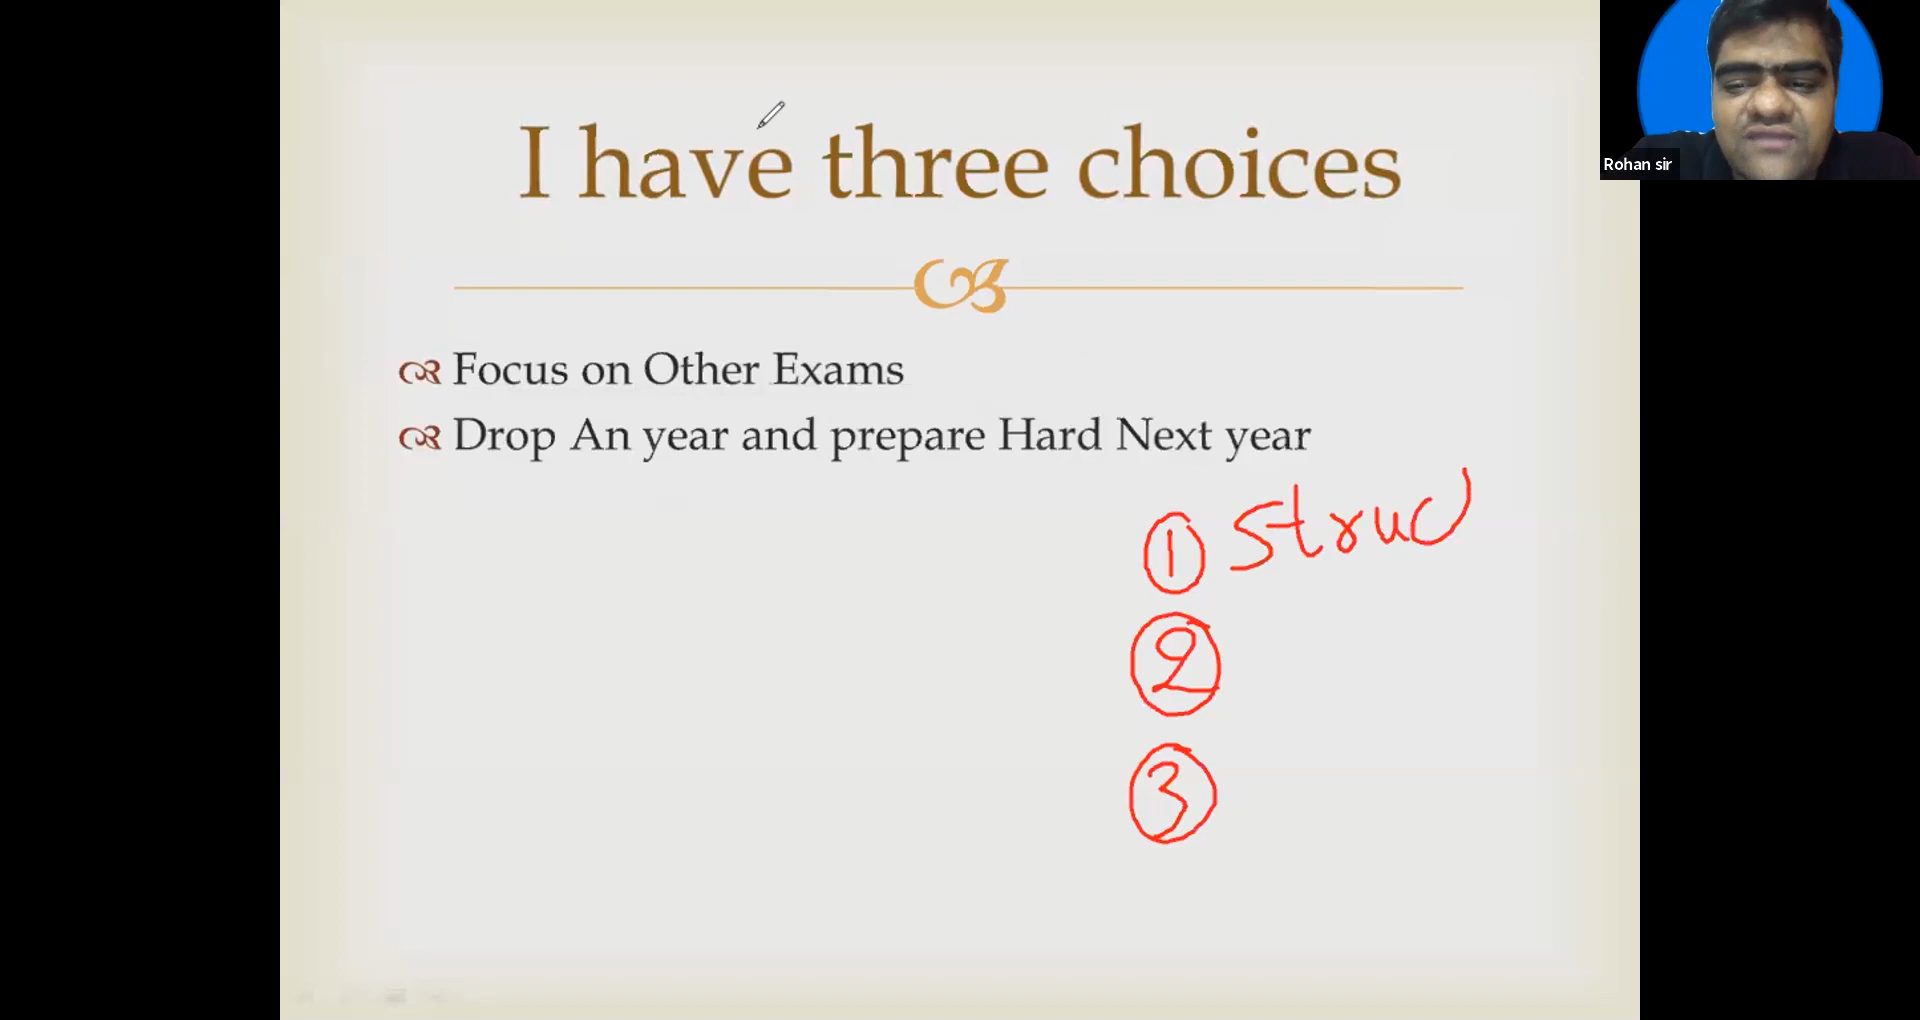 I have three choices
Focus on Other Exams
Drop An year and prepare Hard Next year
1 Struc
2
3
Rohan sir